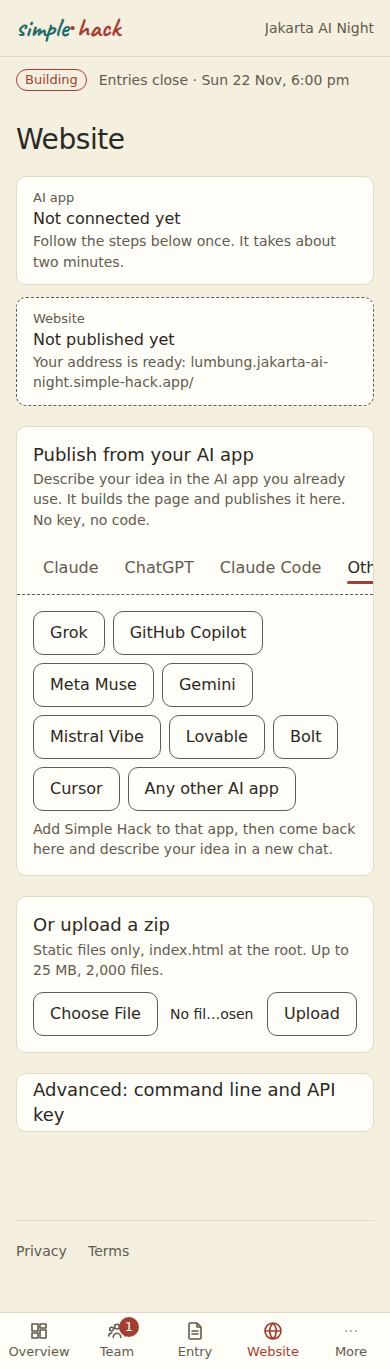 simple hack
Jakarta AI Night
Building
Entries close · Sun 22 Nov, 6:00 pm
Website
AI app
Not connected yet
Follow the steps below once. It takes about
two minutes.
Website
Not published yet
Your address is ready: lumbung.jakarta-ai-
night.simple-hack.app/
Publish from your AI app
Describe your idea in the AI app you already
use. It builds the page and publishes it here.
No key, no code.
Claude ChatGPT Claude Code Oth
Grok GitHub Copilot
Meta Muse Gemini
Mistral Vibe Lovable Bolt
Cursor Any other AI app
Add Simple Hack to that app, then come back
here and describe your idea in a new chat.
Or upload a zip
Static files only, index.html at the root. Up to
25 MB, 2,000 files.
Choose File No fil...osen Upload
Advanced: command line and API
key
Privacy Terms
1
Overview Team Entry Website More